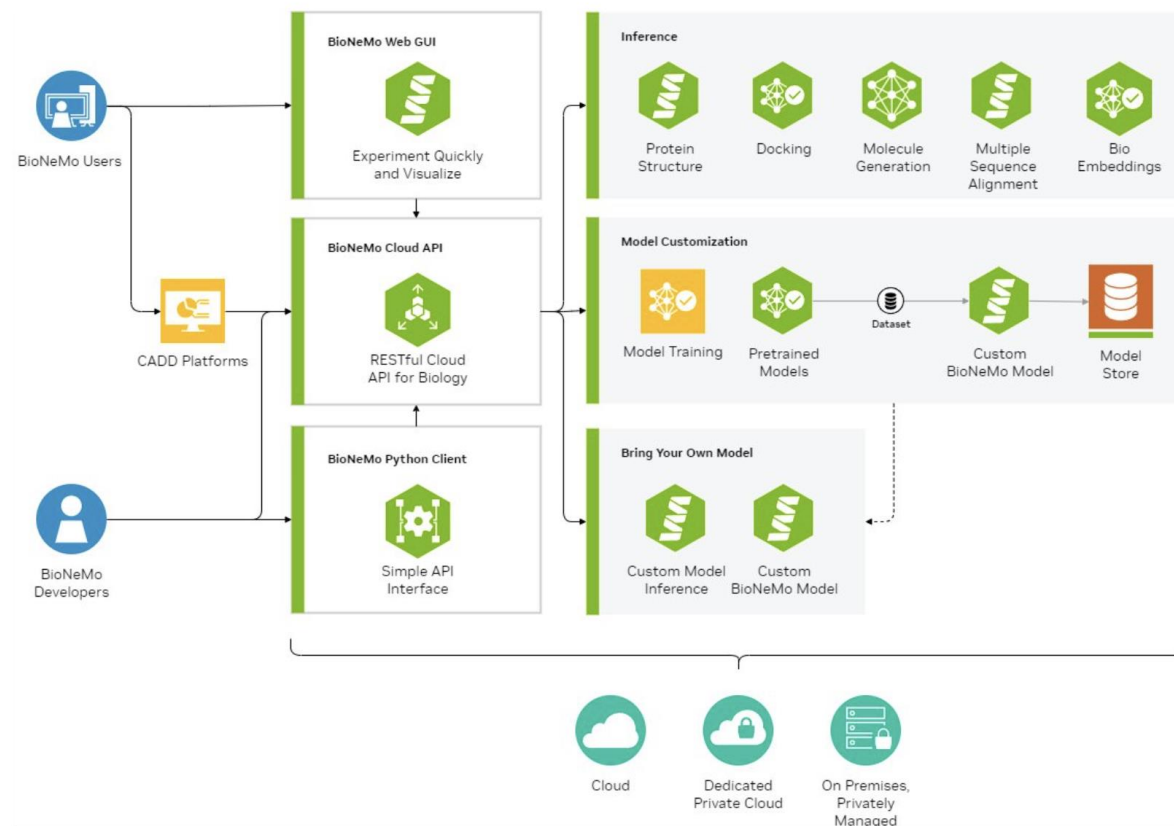 BioNeMo Users
CADD Platforms
BioNeMo
Developers
BioNeMo Web GUI
Experiment Quickly
and Visualize
BioNeMo Cloud API
RESTful Cloud
API for Biology
BioNeMo Python Client
Simple API
Interface
Inference
Protein
Structure
Docking
Molecule
Generation
Multiple
Sequence
Alignment
Bio
Embeddings
Model Customization
Model Training
Pretrained
Models
Dataset
Custom
BioNeMo Model
Model
Store
Bring Your Own Model
Custom Model
Inference
Custom
BioNeMo Model
Cloud
Dedicated
Private Cloud
On Premises,
Privately
Managed